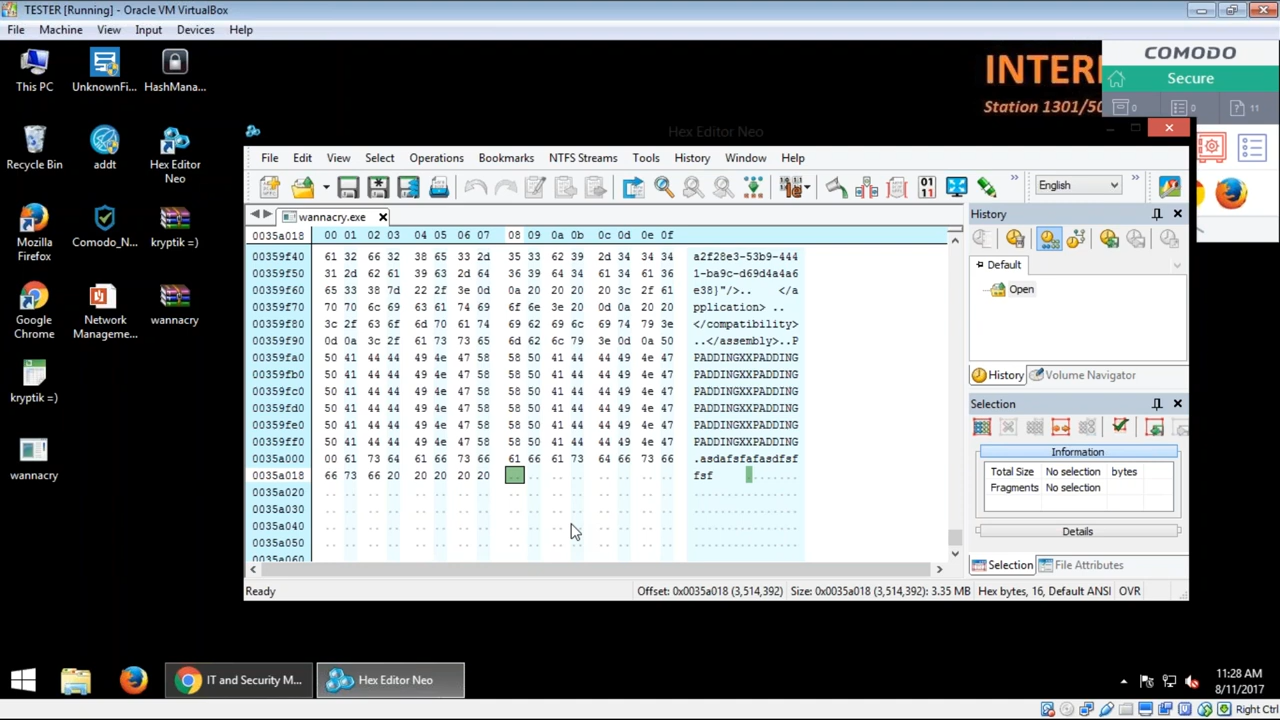 TESTER [Running] - Oracle VM VirtualBox
File Machine View Input Devices Help
This PC
UnknownFi...
HashMana...
Recycle Bin
addt
Hex Editor
Neo
Mozilla
Firefox
Comodo_N...
kryptik =)
Google
Chrome
Network
Manageme...
wannacry
kryptik =)
wannacry
INTER
Station 1301/50
COMODO
Secure
0 0 11
Hex Editor Neo
File Edit View Select Operations Bookmarks NTFS Streams Tools History Window Help
English
wannacry.exe
0035a018 00 01 02 03 04 05 06 07 08 09 0a 0b 0c 0d 0e 0f
00359f40 61 32 66 32 38 65 33 2d 35 33 62 39 2d 34 34 34 a2f28e3-53b9-444
00359f50 31 2d 62 61 39 63 2d 64 36 39 64 34 61 34 61 36 1-ba9c-d69d4a4a6
00359f60 65 33 38 7d 22 2f 3e 0d 0a 20 20 20 20 3c 2f 61 e38}"/>.. </a
00359f70 70 70 6c 69 63 61 74 69 6f 6e 3e 20 0d 0a 20 20 pplication> ..
00359f80 3c 2f 63 6f 6d 70 61 74 69 62 69 6c 69 74 79 3e </compatibility>
00359f90 0d 0a 3c 2f 61 73 73 65 6d 62 6c 79 3e 0d 0a 50 ..</assembly>..P
00359fa0 50 41 44 44 49 4e 47 58 58 50 41 44 44 49 4e 47 PADDINGXXPADDING
00359fb0 50 41 44 44 49 4e 47 58 58 50 41 44 44 49 4e 47 PADDINGXXPADDING
00359fc0 50 41 44 44 49 4e 47 58 58 50 41 44 44 49 4e 47 PADDINGXXPADDING
00359fd0 50 41 44 44 49 4e 47 58 58 50 41 44 44 49 4e 47 PADDINGXXPADDING
00359fe0 50 41 44 44 49 4e 47 58 58 50 41 44 44 49 4e 47 PADDINGXXPADDING
00359ff0 50 41 44 44 49 4e 47 58 58 50 41 44 44 49 4e 47 PADDINGXXPADDING
0035a000 00 61 73 64 61 66 73 66 61 66 61 73 64 66 73 66 .asdafsfafasdfsf
0035a018 66 73 66 20 20 20 20 20 fsf
0035a020
0035a030
0035a040
0035a050
0035a060
History
Default
Open
History Volume Navigator
Selection
Information
Total Size No selection bytes
Fragments No selection
Details
Selection File Attributes
Ready Offset: 0x0035a018 (3,514,392) Size: 0x0035a018 (3,514,392): 3.35 MB Hex bytes, 16, Default ANSI OVR
IT and Security M...
Hex Editor Neo
11:28 AM
8/11/2017
Right Ctrl